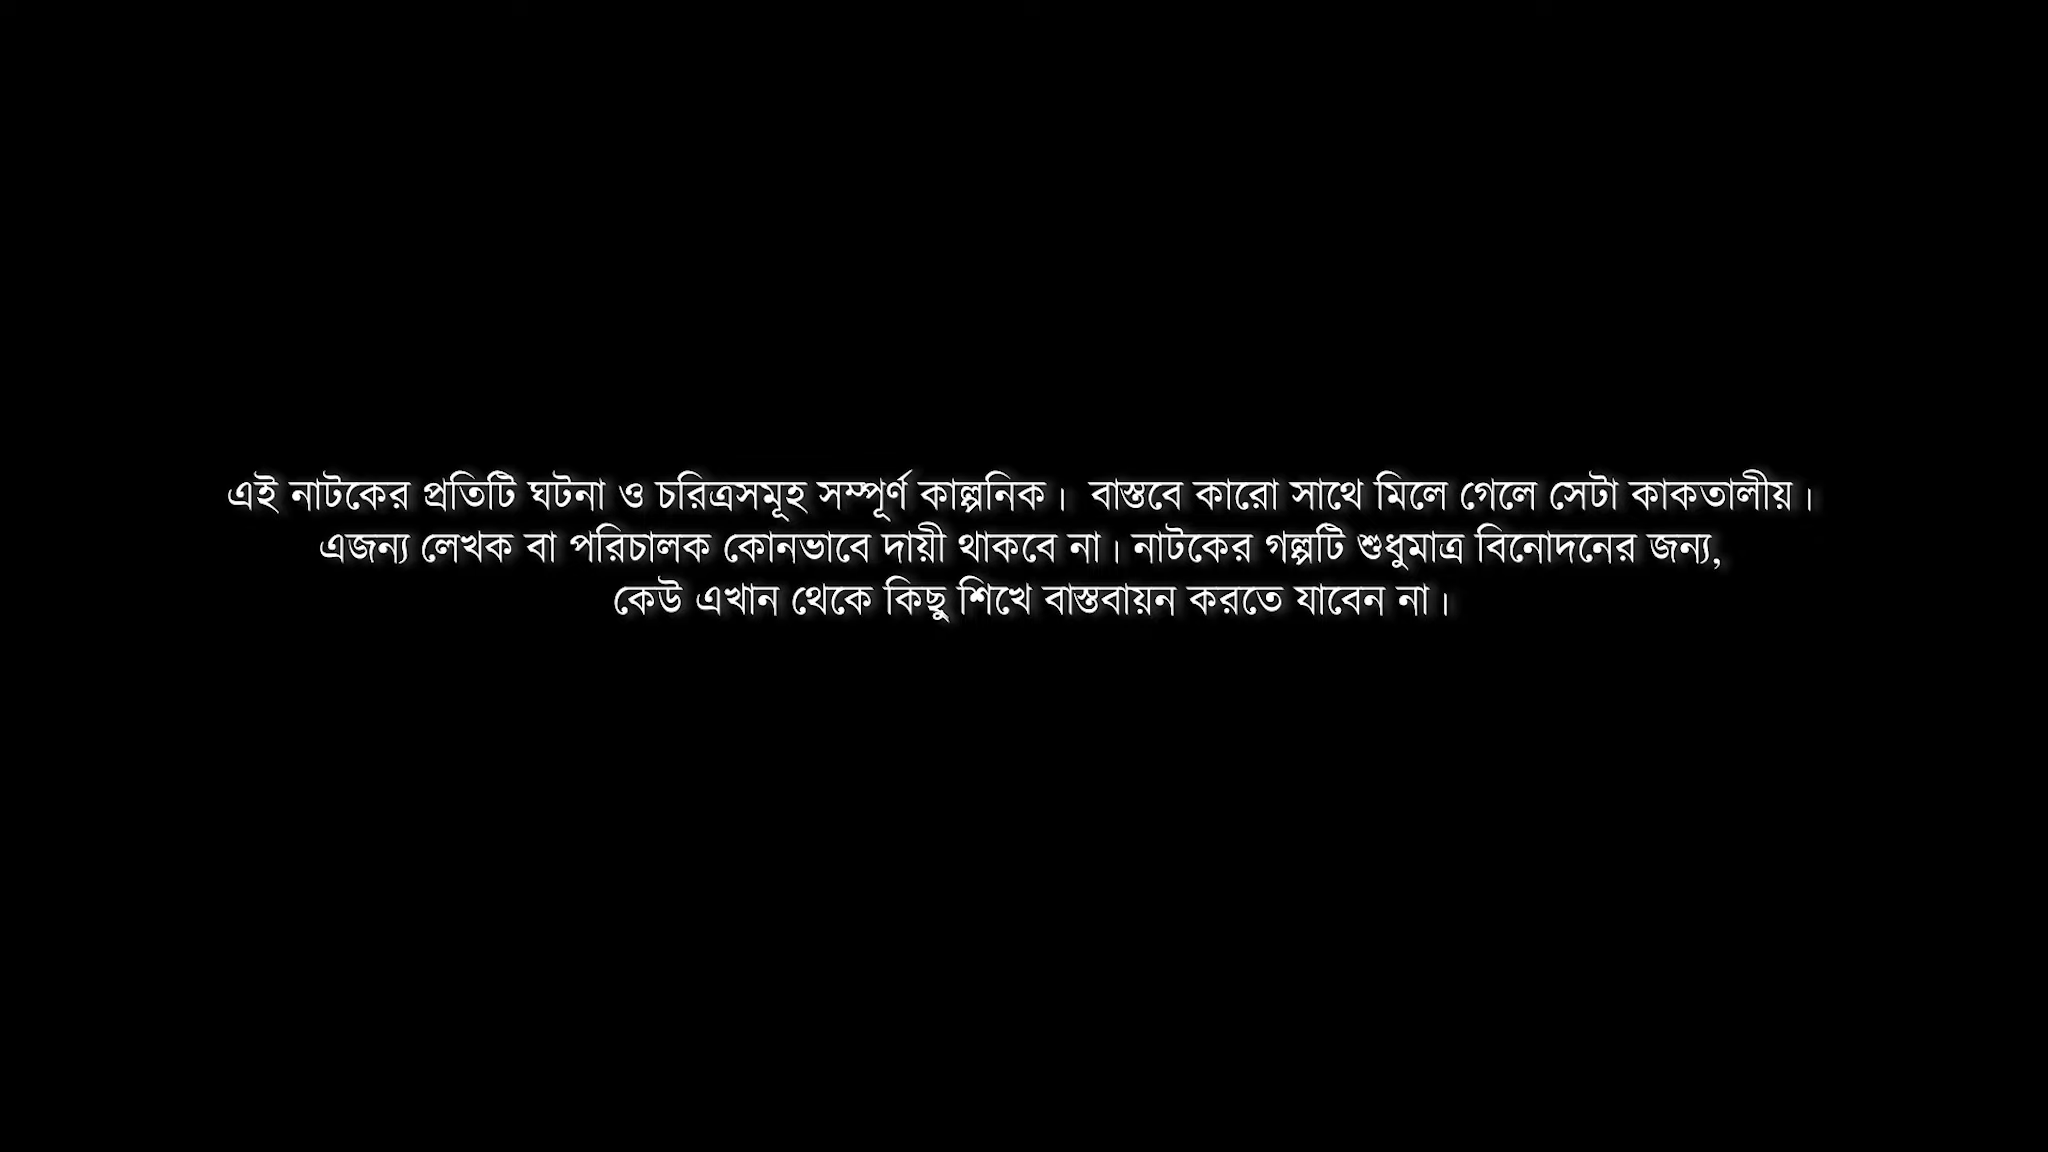 এই নাটকের প্রতিটি ঘটনা ও চরিত্রসমূহ সম্পূর্ণ কাল্পনিক। বাস্তবে কারো সাথে মিলে গেলে সেটা কাকতালীয়।
এজন্য লেখক বা পরিচালক কোনভাবে দায়ী থাকবে না। নাটকের গল্পটি শুধুমাত্র বিনোদনের জন্য,
কেউ এখান থেকে কিছু শিখে বাস্তবায়ন করতে যাবেন না।